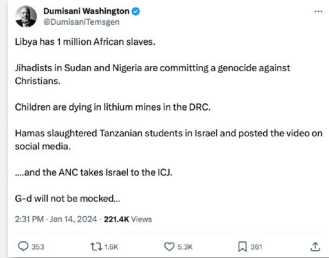 Dumisani Washington
@DumisaniTemsgen
Libya has 1 million African slaves.
Jihadists in Sudan and Nigeria are committing a genocide against
Christians.
Children are dying in lithium mines in the DRC.
Hamas slaughtered Tanzanian students in Israel and posted the video on
social media.
....and the ANC takes Israel to the ICJ.
G-d will not be mocked...
2:31 PM · Jan 14, 2024 · 221.4K Views
353 1.6K 5.3K 361